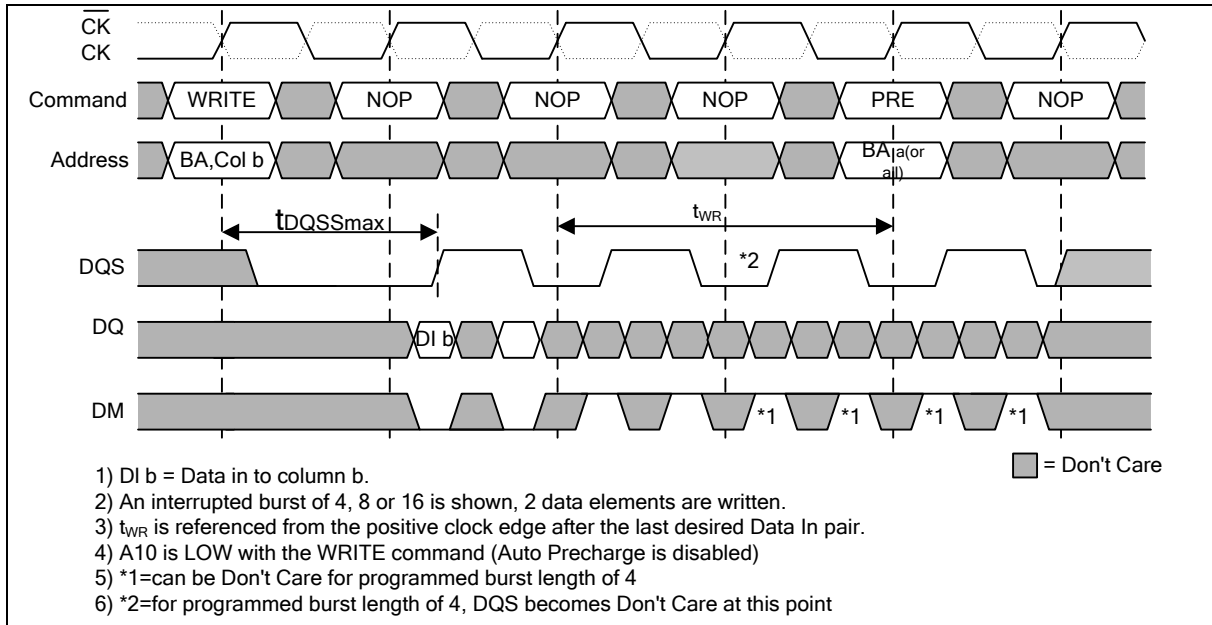 CK
CK
Command WRITE NOP NOP NOP PRE NOP
Address BA,Col b BA a(or
all)
tDQSSmax tWR
DQS *2
DQ DI b
DM *1 *1 *1 *1
= Don't Care
1) DI b = Data in to column b.
2) An interrupted burst of 4, 8 or 16 is shown, 2 data elements are written.
3) tWR is referenced from the positive clock edge after the last desired Data In pair.
4) A10 is LOW with the WRITE command (Auto Precharge is disabled)
5) *1=can be Don't Care for programmed burst length of 4
6) *2=for programmed burst length of 4, DQS becomes Don't Care at this point